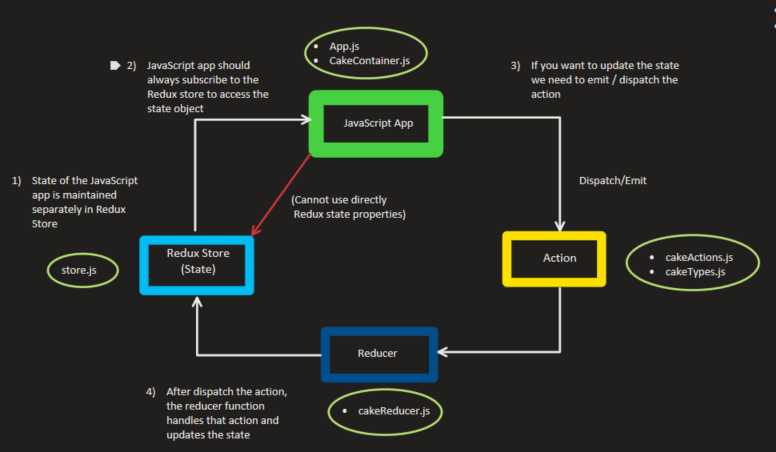 • App.js
• CakeContainer.js
2) JavaScript app should
always subscribe to the
Redux store to access the
state object
3) If you want to update the state
we need to emit / dispatch the
action
JavaScript App
1) State of the JavaScript
app is maintained
separately in Redux
Store
(Cannot use directly
Redux state properties)
Dispatch/Emit
Redux Store
(State)
Action
• cakeActions.js
• cakeTypes.js
store.js
Reducer
4) After dispatch the action,
the reducer function
handles that action and
updates the state
• cakeReducer.js